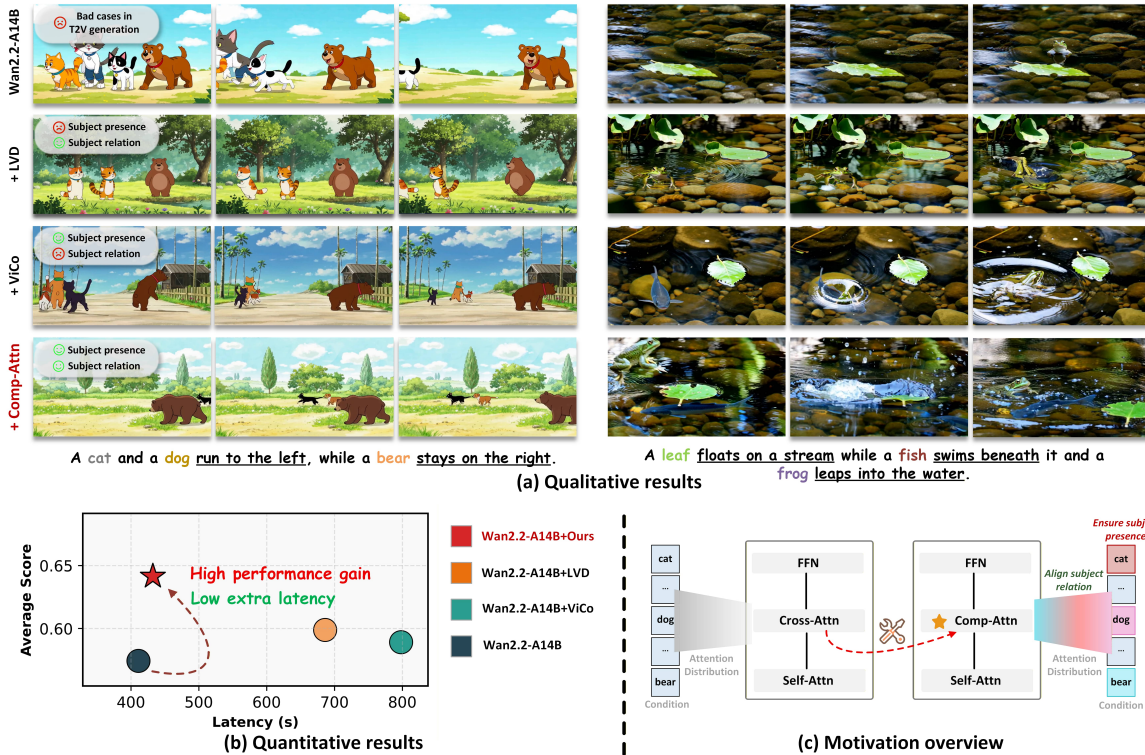 Wan2.2-A14B
Bad cases in
T2V generation
+ LVD
Subject presence
Subject relation
+ ViCo
Subject presence
Subject relation
+ Comp-Attn
Subject presence
Subject relation
A cat and a dog run to the left, while a bear stays on the right.
A leaf floats on a stream while a fish swims beneath it and a
frog leaps into the water.
(a) Qualitative results
Average Score
0.65
0.60
400
500
600
700
800
Latency (s)
High performance gain
Low extra latency
Wan2.2-A14B+Ours
Wan2.2-A14B+LVD
Wan2.2-A14B+ViCo
Wan2.2-A14B
(b) Quantitative results
cat
...
dog
...
bear
Condition
Attention
Distribution
FFN
Cross-Attn
Self-Attn
FFN
Comp-Attn
Self-Attn
Align subject
relation
Attention
Distribution
Ensure subj
presence
cat
...
dog
...
bear
Condition
(c) Motivation overview